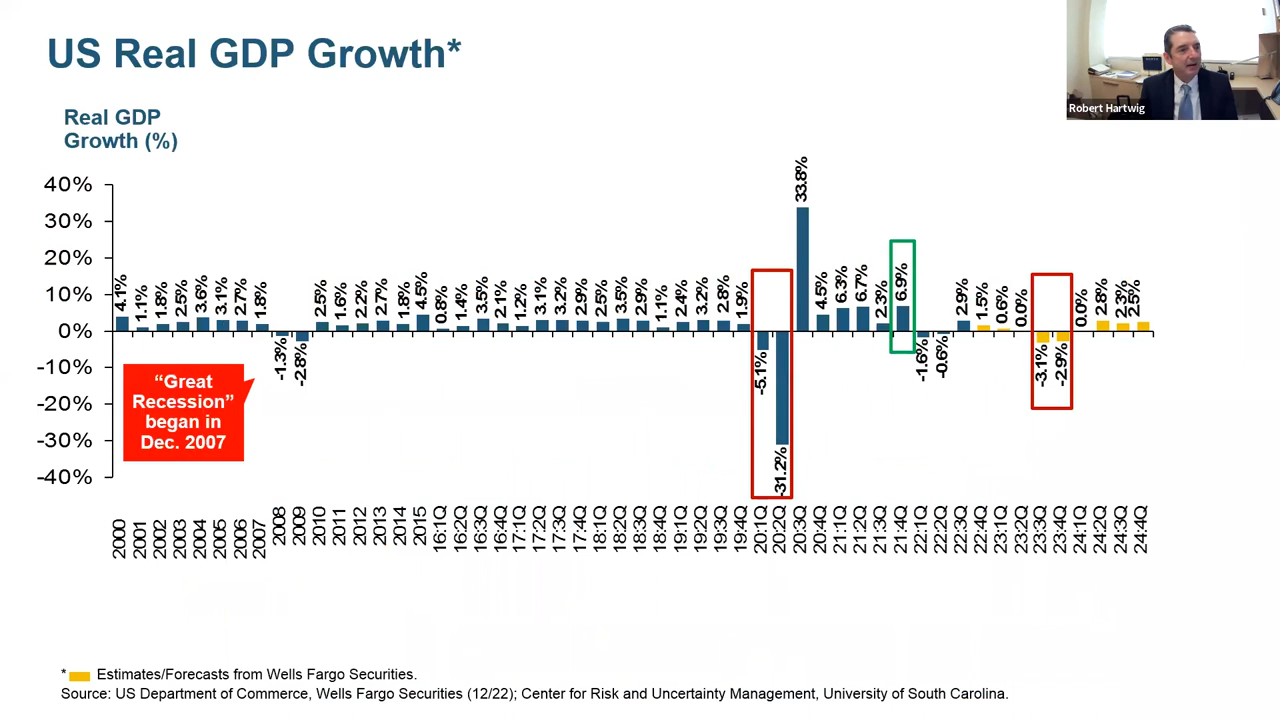 US Real GDP Growth*
Robert Hartwig
Real GDP
Growth (%)
40%
30%
20%
10%
0%
-10%
-20%
-30%
-40%
4.1%
1.1%
1.8%
2.5%
3.6%
3.1%
2.7%
1.8%
-1.3%
-2.8%
2.5%
1.6%
2.2%
2.7%
1.8%
4.5%
0.8%
1.4%
3.5%
2.1%
1.2%
3.1%
3.2%
2.9%
2.5%
3.5%
2.9%
1.1%
2.4%
3.2%
2.8%
1.9%
-5.1%
-31.2%
33.8%
4.5%
6.3%
6.7%
2.3%
6.9%
-1.6%
-0.6%
2.9%
1.5%
0.6%
0.0%
-3.1%
-2.9%
0.0%
2.8%
2.3%
2.5%
“Great
Recession”
began in
Dec. 2007
2000
2001
2002
2003
2004
2005
2006
2007
2008
2009
2010
2011
2012
2013
2014
2015
16:1Q
16:2Q
16:3Q
16:4Q
17:1Q
17:2Q
17:3Q
17:4Q
18:1Q
18:2Q
18:3Q
18:4Q
19:1Q
19:2Q
19:3Q
19:4Q
20:1Q
20:2Q
20:3Q
20:4Q
21:1Q
21:2Q
21:3Q
21:4Q
22:1Q
22:2Q
22:3Q
22:4Q
23:1Q
23:2Q
23:3Q
23:4Q
24:1Q
24:2Q
24:3Q
24:4Q
* Estimates/Forecasts from Wells Fargo Securities.
Source: US Department of Commerce, Wells Fargo Securities (12/22); Center for Risk and Uncertainty Management, University of South Carolina.